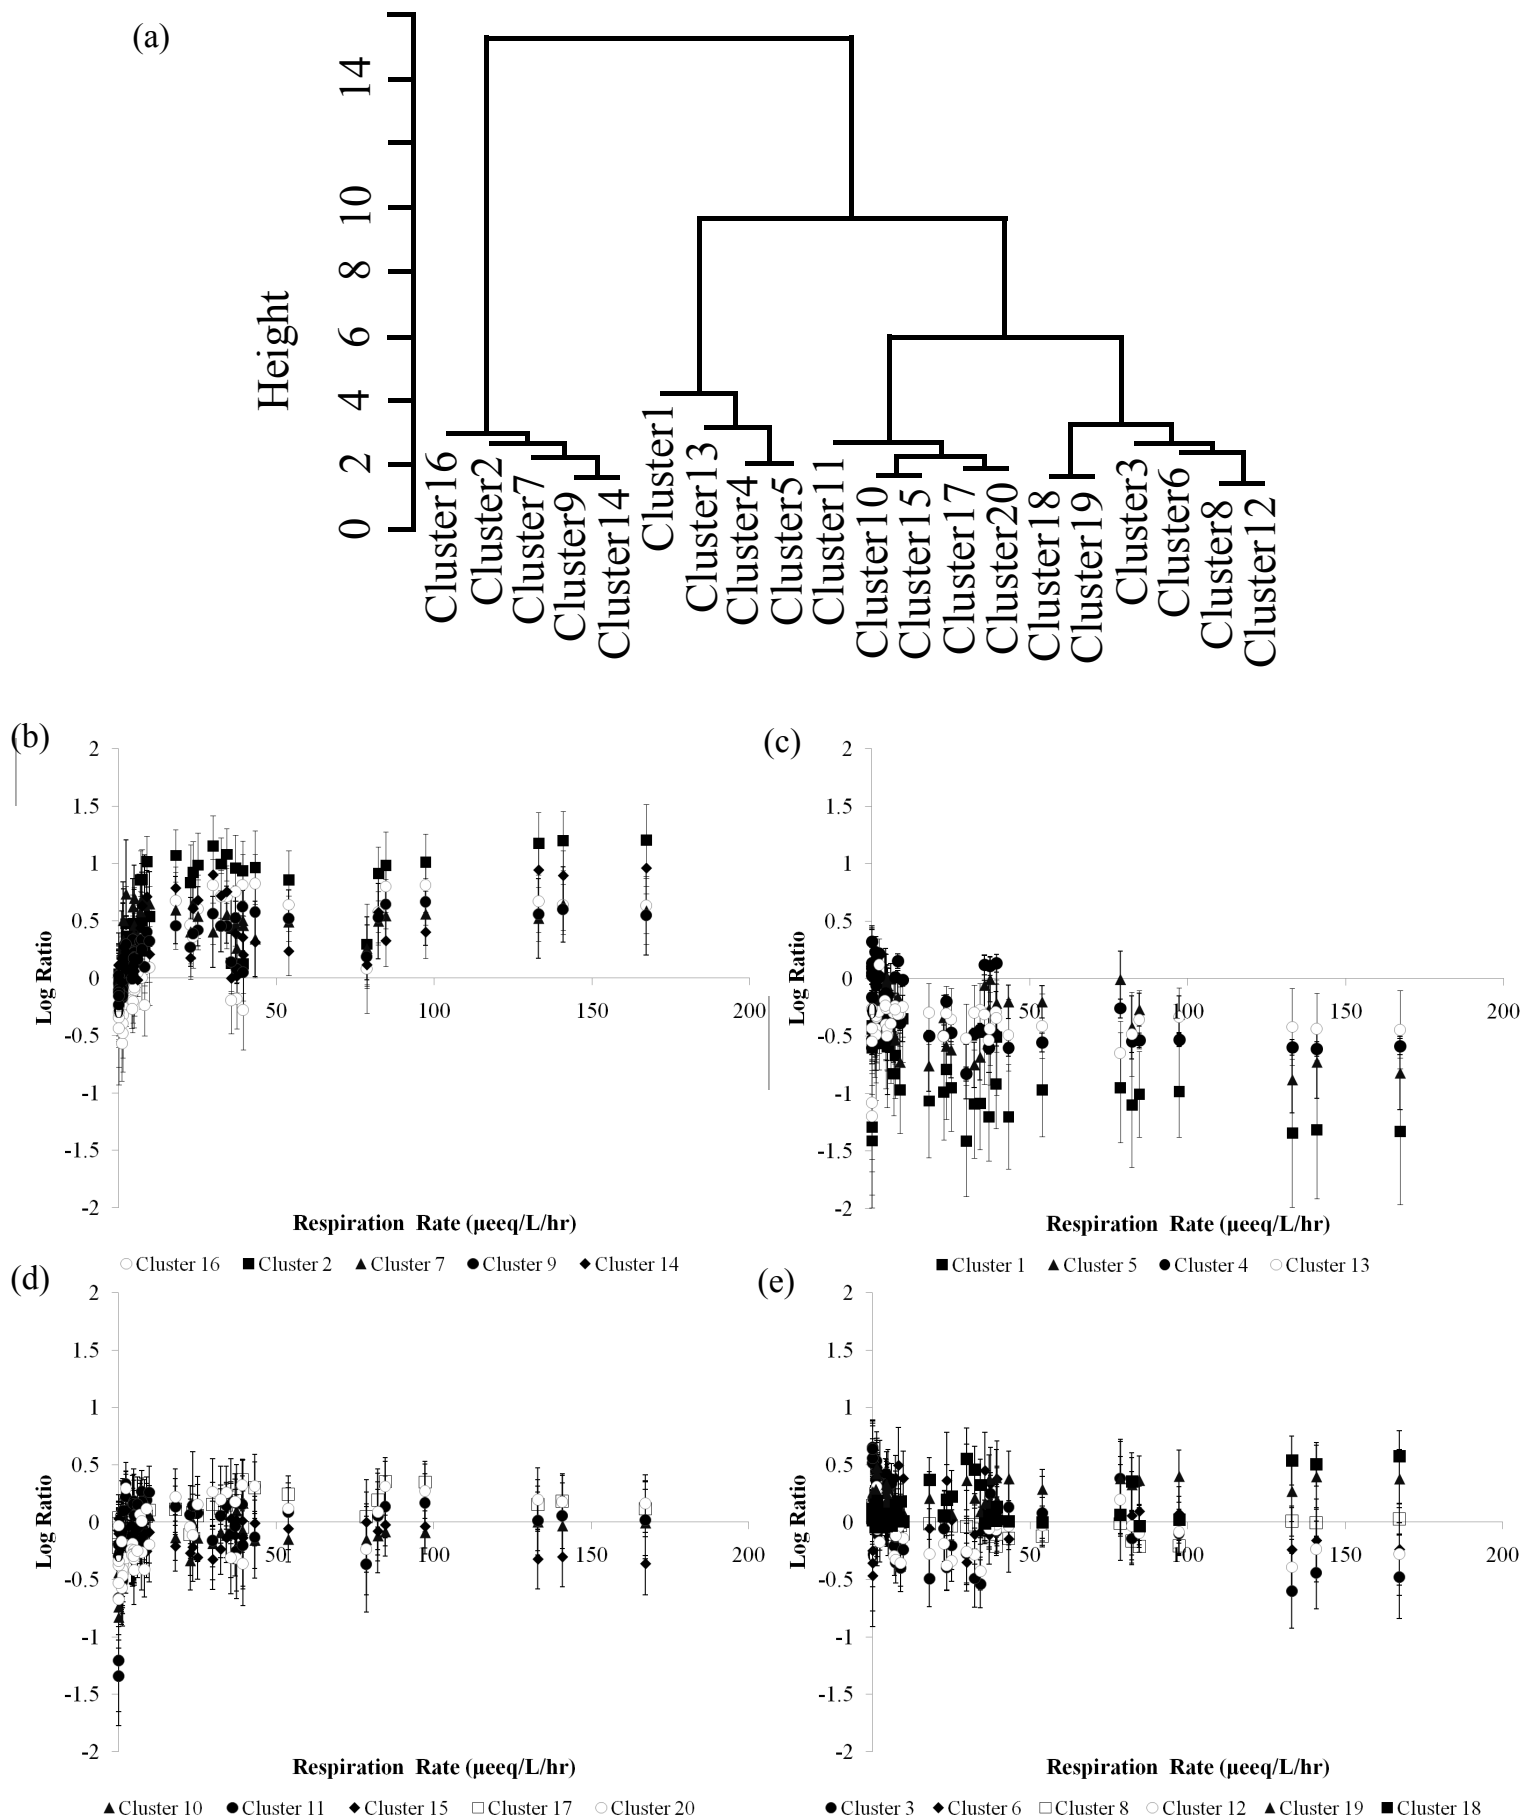 (a)
14
10
8
6
4
2
0
Height
Cluster16
Cluster2
Cluster7
Cluster9
Cluster14
Cluster1
Cluster13
Cluster4
Cluster5
Cluster11
Cluster10
Cluster15
Cluster17
Cluster20
Cluster18
Cluster19
Cluster3
Cluster6
Cluster8
Cluster12
(b)
2
1.5
1
0.5
0
-0.5
-1
-1.5
-2
Log Ratio
0 50 100 150 200
Respiration Rate (µeeq/L/hr)
Cluster 16 Cluster 2 Cluster 7 Cluster 9 Cluster 14
(c)
2
1.5
1
0.5
0
-0.5
-1
-1.5
-2
Log Ratio
0 50 100 150 200
Respiration Rate (µeeq/L/hr)
Cluster 1 Cluster 5 Cluster 4 Cluster 13
(d)
2
1.5
1
0.5
0
-0.5
-1
-1.5
-2
Log Ratio
50 100 150 200
Respiration Rate (µeeq/L/hr)
Cluster 10 Cluster 11 Cluster 15 Cluster 17 Cluster 20
(e)
2
1.5
1
0.5
0
-0.5
-1
-1.5
-2
Log Ratio
50 100 150 200
Respiration Rate (µeeq/L/hr)
Cluster 3 Cluster 6 Cluster 8 Cluster 12 Cluster 19 Cluster 18